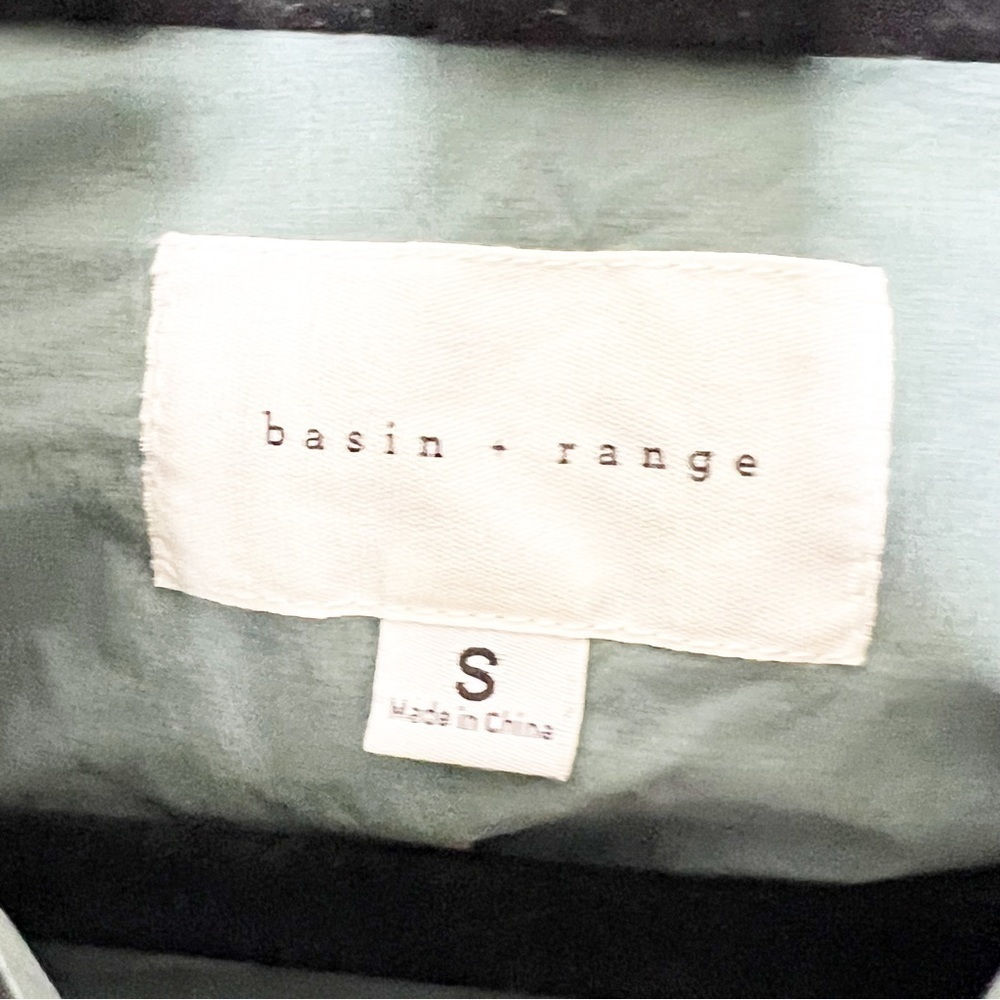 basin + range
S
Made in China